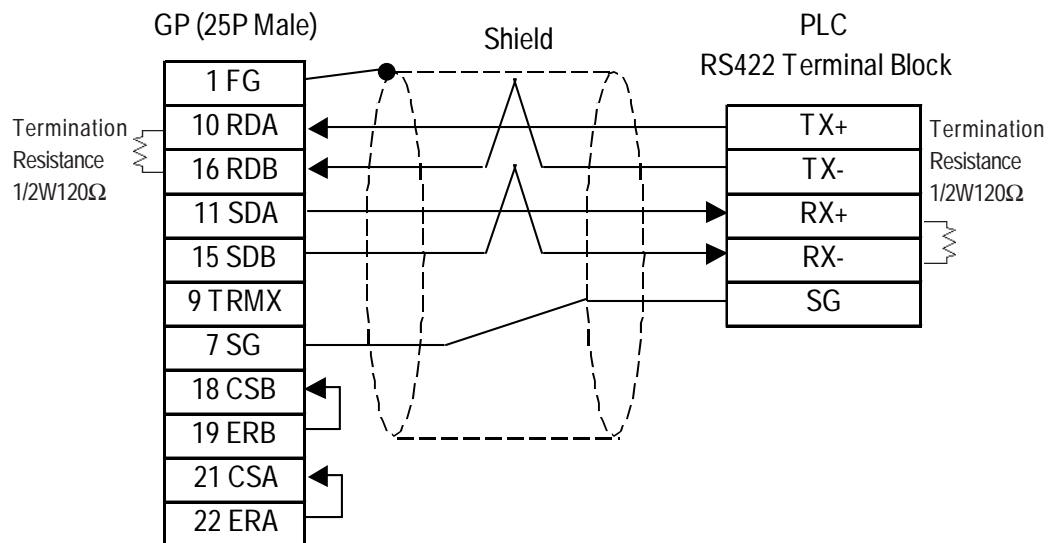 GP (25P Male)
Shield
PLC
RS422 Terminal Block
1 FG
10 RDA
16 RDB
11 SDA
15 SDB
9 TRMX
7 SG
18 CSB
19 ERB
21 CSA
22 ERA
Termination
Resistance
1/2W120Ω
TX+
TX-
RX+
RX-
SG
Termination
Resistance
1/2W120Ω